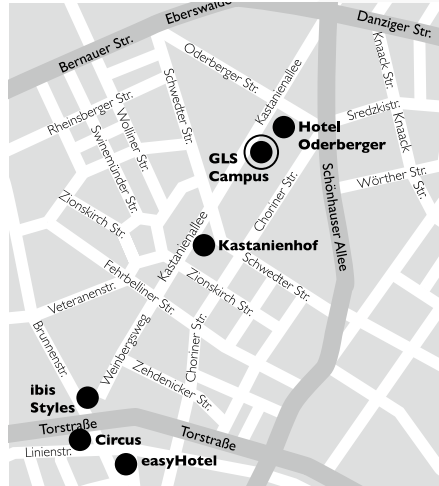 Eberswalde
Danziger Str.
Bernauer Str.
Oderberger Str.
Kastanienallee
Knaack Str.
Schwedter Str.
Rheinsberger Str.
Sredzkistr.
Hotel
Oderberger
Wolliner Str.
Swinemünder Str.
GLS
Campus
Knaack Str.
Wörther Str.
Choriner Str.
Schönhauser Allee
Zionskirch Str.
Kastanienallee
Kastanienhof
Schwedter Str.
Fehrbelliner Str.
Zionskirch Str.
Veteranenstr.
Brunnenstr.
Weinbergsweg
Choriner Str.
Zehdenicker Str.
ibis
Styles
Torstraße
Circus
Torstraße
Linienstr.
easyHotel